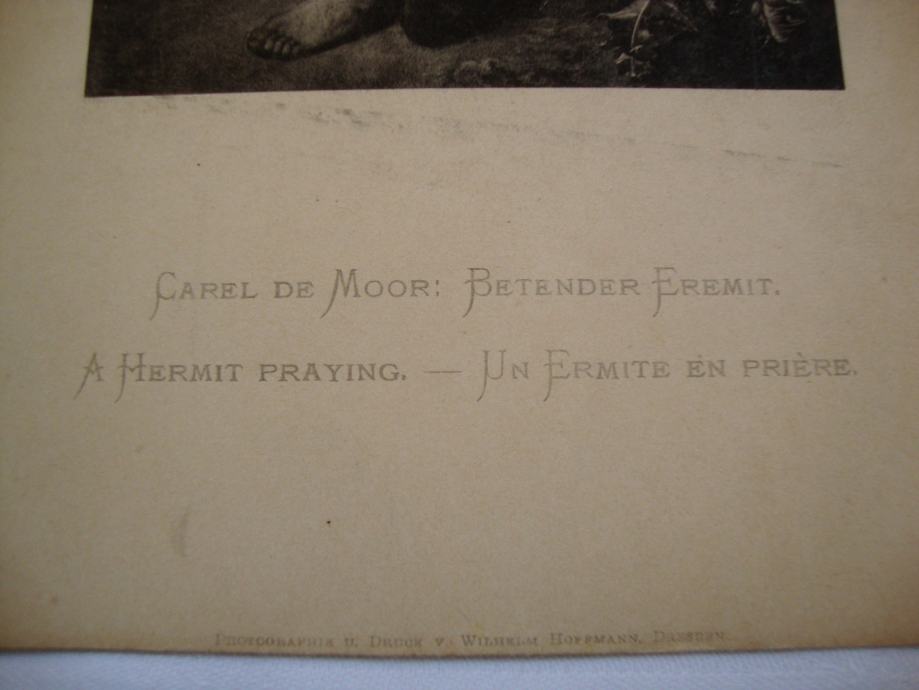 Carel de Moor: Betender Eremit.
A Hermit praying. — Un Ermite en prière.
Photographie u. Druck v. Wilhelm Hoffmann, Dresden.